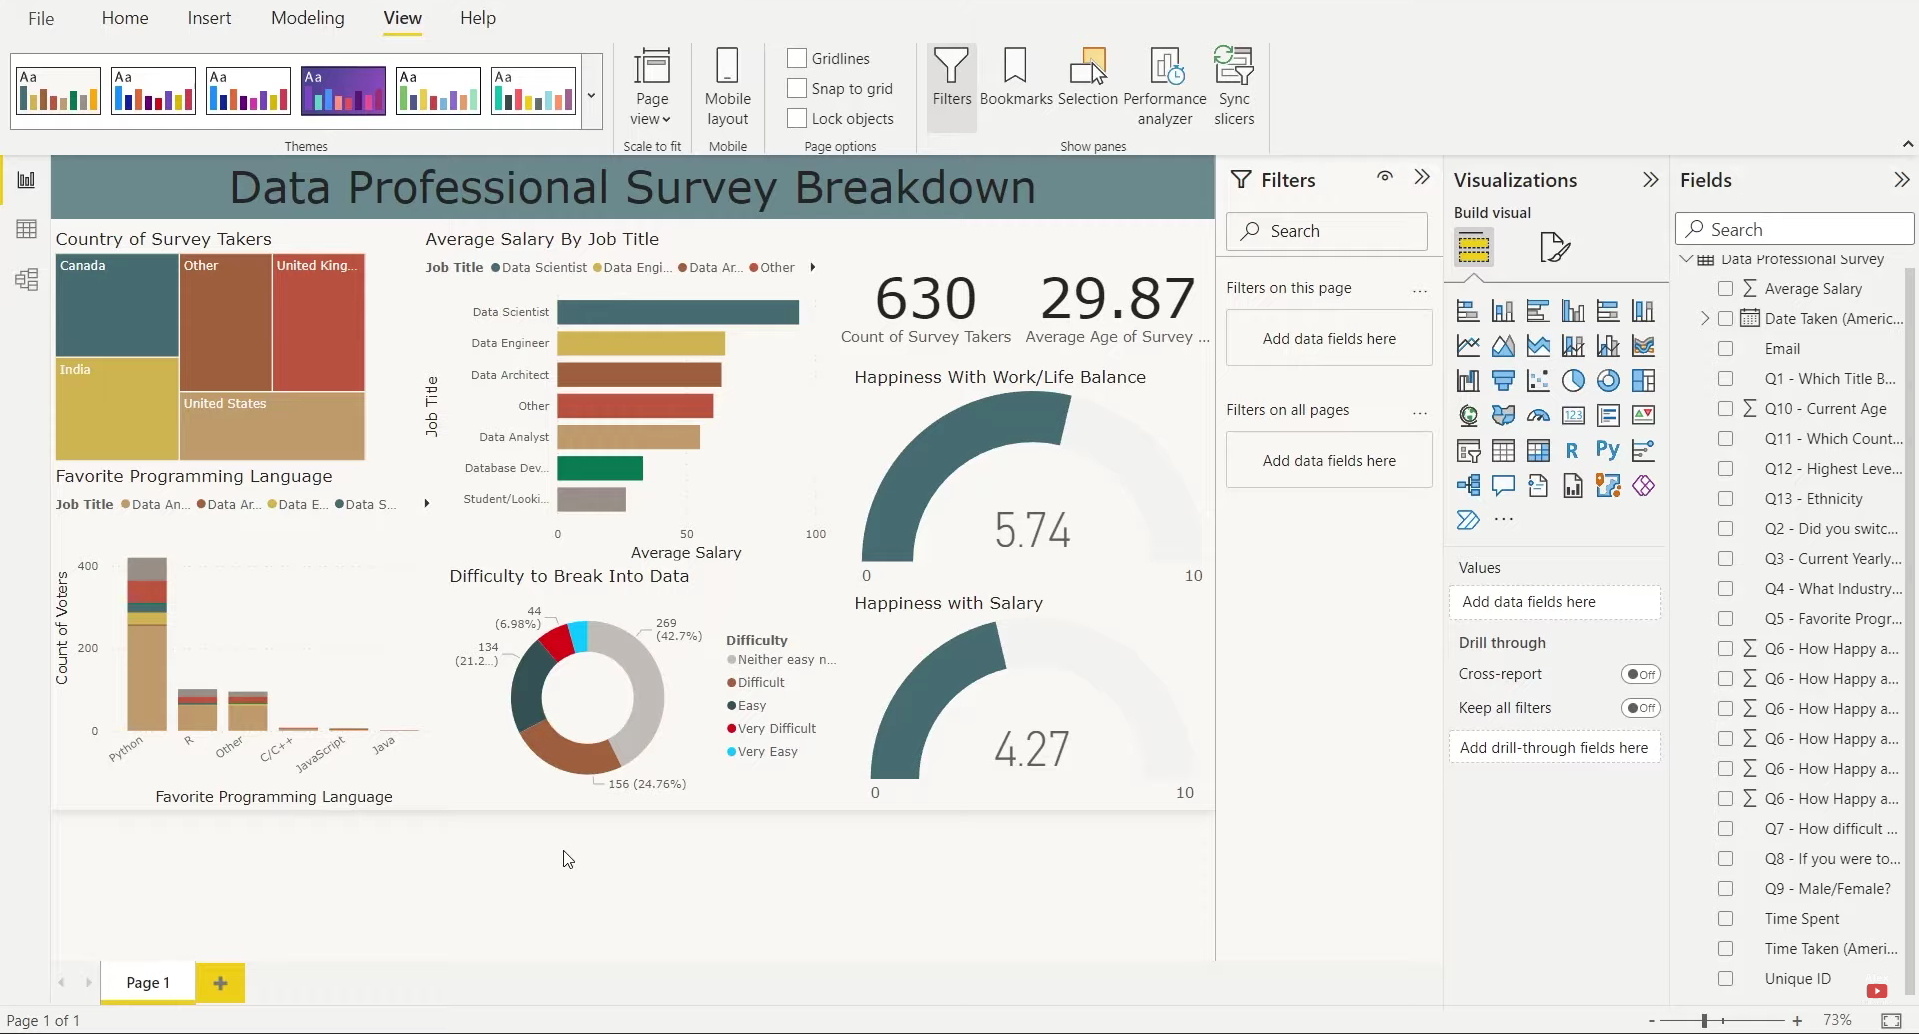 File
Home
Insert
Modeling
View
Help
Aa
Aa
Aa
Aa
Aa
Aa
Themes
Page
view
Scale to fit
Mobile
layout
Mobile
Gridlines
Snap to grid
Lock objects
Page options
Filters
Bookmarks
Selection
Performance
analyzer
Sync
slicers
Show panes
Data Professional Survey Breakdown
Country of Survey Takers
Canada
Other
United King...
India
United States
Favorite Programming Language
Job Title
Data An...
Data Ar...
Data E...
Data S...
Count of Voters
400
200
0
Python
R
Other
C/C++
JavaScript
Java
Favorite Programming Language
Average Salary By Job Title
Job Title
Data Scientist
Data Engi...
Data Ar...
Other
Job Title
Data Scientist
Data Engineer
Data Architect
Other
Data Analyst
Database Dev...
Student/Looki...
0
50
100
Average Salary
Difficulty to Break Into Data
44
(6.98%)
134
(21.2...)
269
(42.7%)
156 (24.76%)
Difficulty
Neither easy n...
Difficult
Easy
Very Difficult
Very Easy
630
Count of Survey Takers
29.87
Average Age of Survey ...
Happiness With Work/Life Balance
5.74
0
10
Happiness with Salary
4.27
0
10
Filters
Search
Filters on this page
...
Add data fields here
Filters on all pages
...
Add data fields here
Visualizations
Build visual
123
R
Py
...
Values
Add data fields here
Drill through
Cross-report
Off
Keep all filters
Off
Add drill-through fields here
Fields
Search
Data Professional Survey
Average Salary
Date Taken (Americ...
Email
Q1 - Which Title B...
Q10 - Current Age
Q11 - Which Count...
Q12 - Highest Leve...
Q13 - Ethnicity
Q2 - Did you switc...
Q3 - Current Yearly...
Q4 - What Industry...
Q5 - Favorite Progr...
Q6 - How Happy a...
Q6 - How Happy a...
Q6 - How Happy a...
Q6 - How Happy a...
Q6 - How Happy a...
Q6 - How Happy a...
Q7 - How difficult ...
Q8 - If you were to...
Q9 - Male/Female?
Time Spent
Time Taken (Ameri...
Unique ID
Page 1
Page 1 of 1
73%